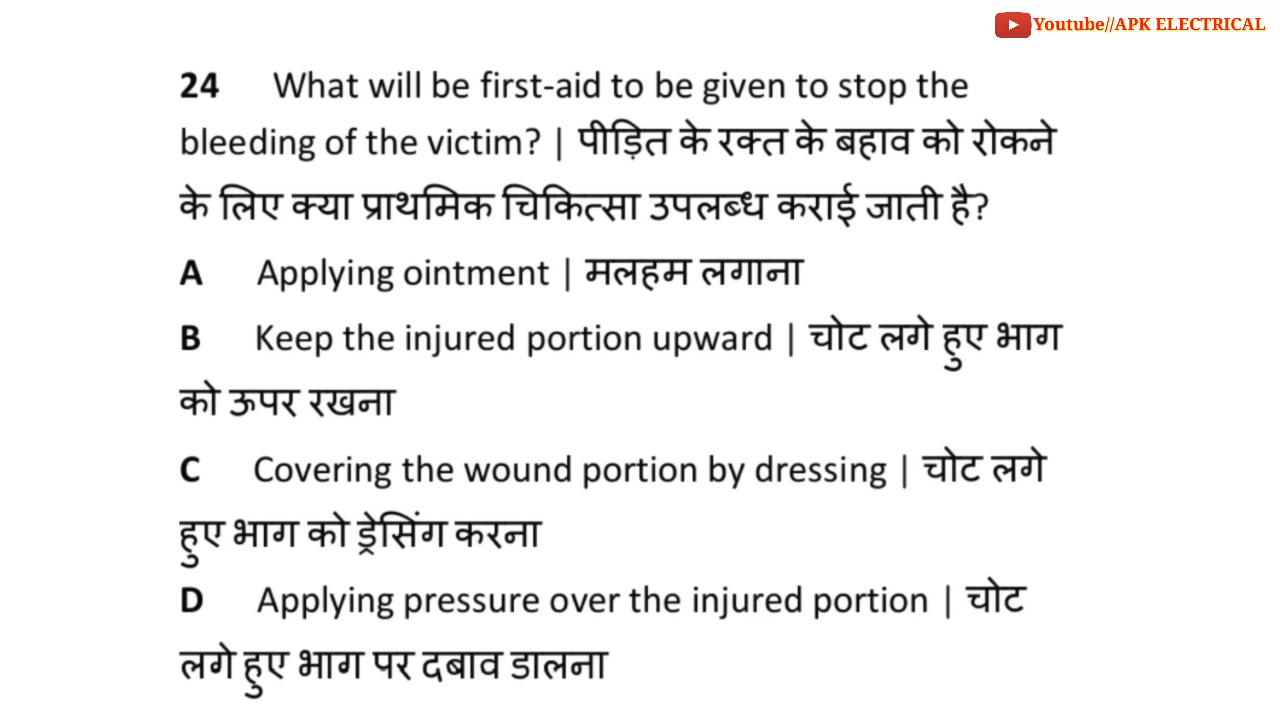 Youtube//APK ELECTRICAL
24 What will be first-aid to be given to stop the
bleeding of the victim? | पीड़ित के रक्त के बहाव को रोकने
के लिए क्या प्राथमिक चिकित्सा उपलब्ध कराई जाती है?
A Applying ointment | मलहम लगाना
B Keep the injured portion upward | चोट लगे हुए भाग
को ऊपर रखना
C Covering the wound portion by dressing | चोट लगे
हुए भाग को ड्रेसिंग करना
D Applying pressure over the injured portion | चोट
लगे हुए भाग पर दबाव डालना